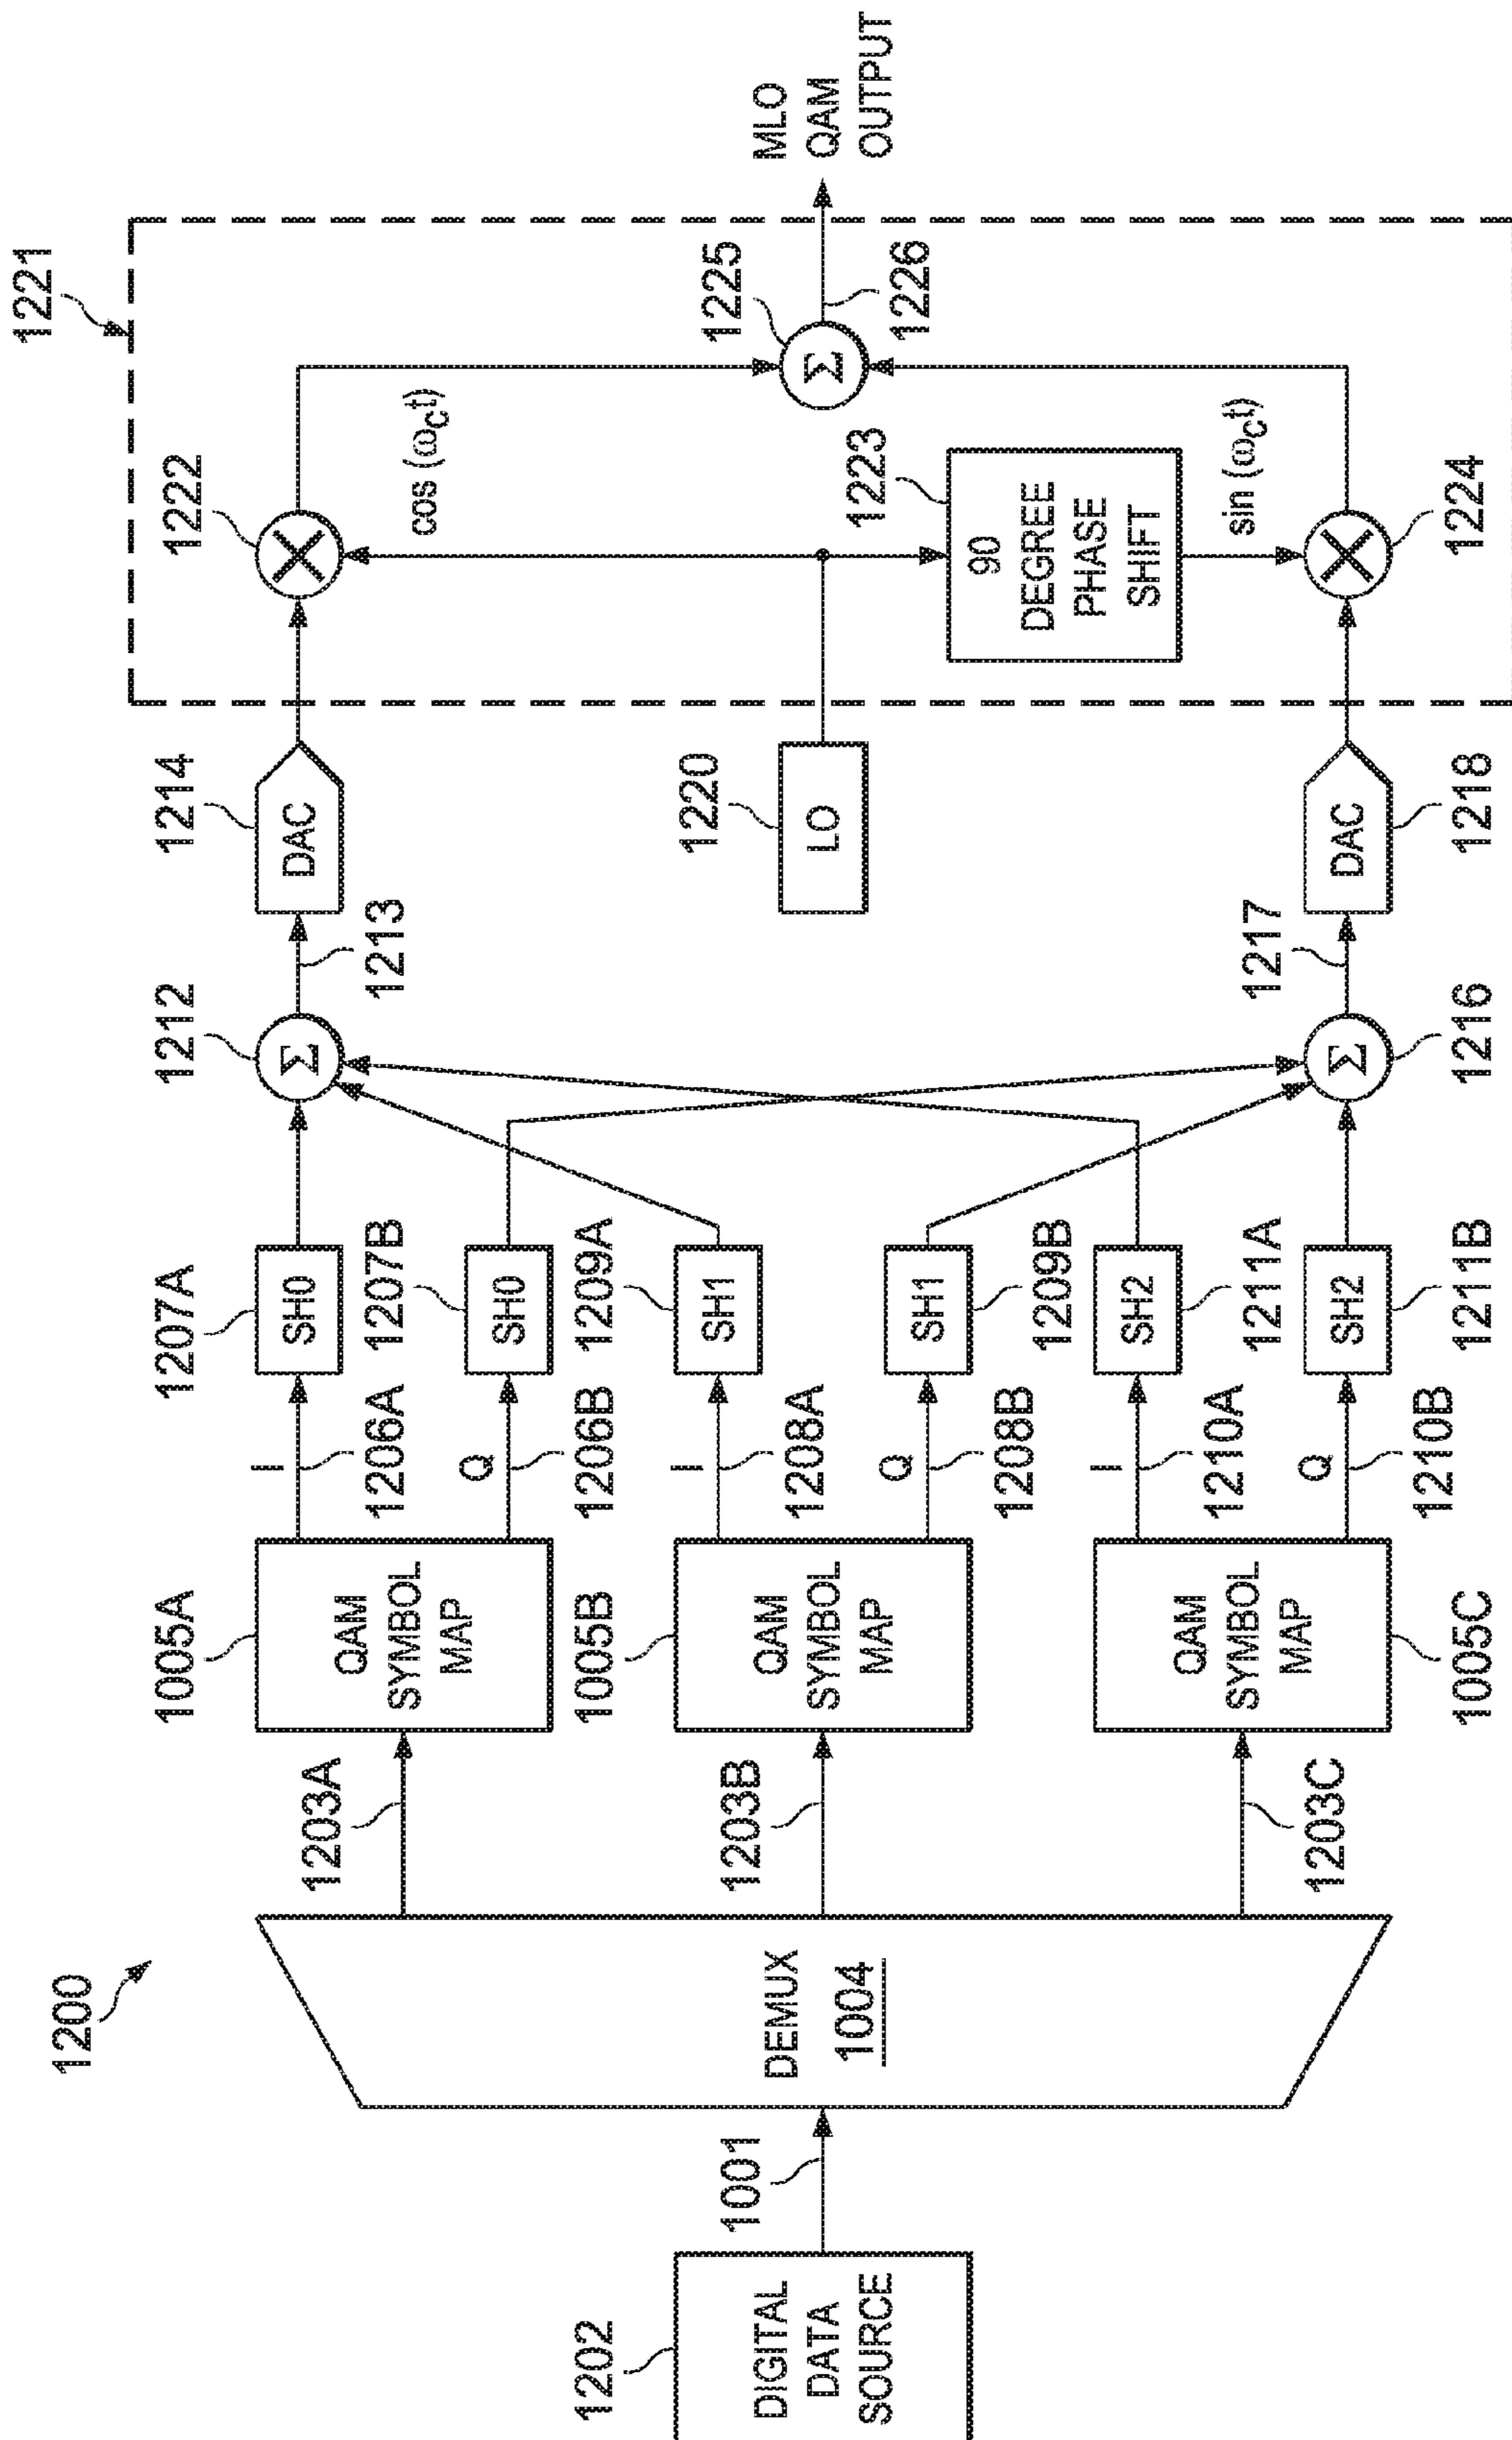 1200
1202
DIGITAL
DATA
SOURCE
1001
DEMUX
1004
1203A
1203B
1203C
1005A
QAM
SYMBOL
MAP
1005B
QAM
SYMBOL
MAP
QAM
SYMBOL
MAP
1005C
I
1206A
Q
1206B
I
1208A
Q
1208B
I
1210A
Q
1210B
1207A
SH0
1207B
SH0
1209A
SH1
SH1
1209B
SH2
1211A
SH2
1211B
1212
Σ
1213
Σ
1216
1217
1214
DAC
1220
LO
DAC
1218
1221
1222
cos (ωct)
1223
90
DEGREE
PHASE
SHIFT
sin (ωct)
1224
1225
Σ
1226
MLO
QAM
OUTPUT